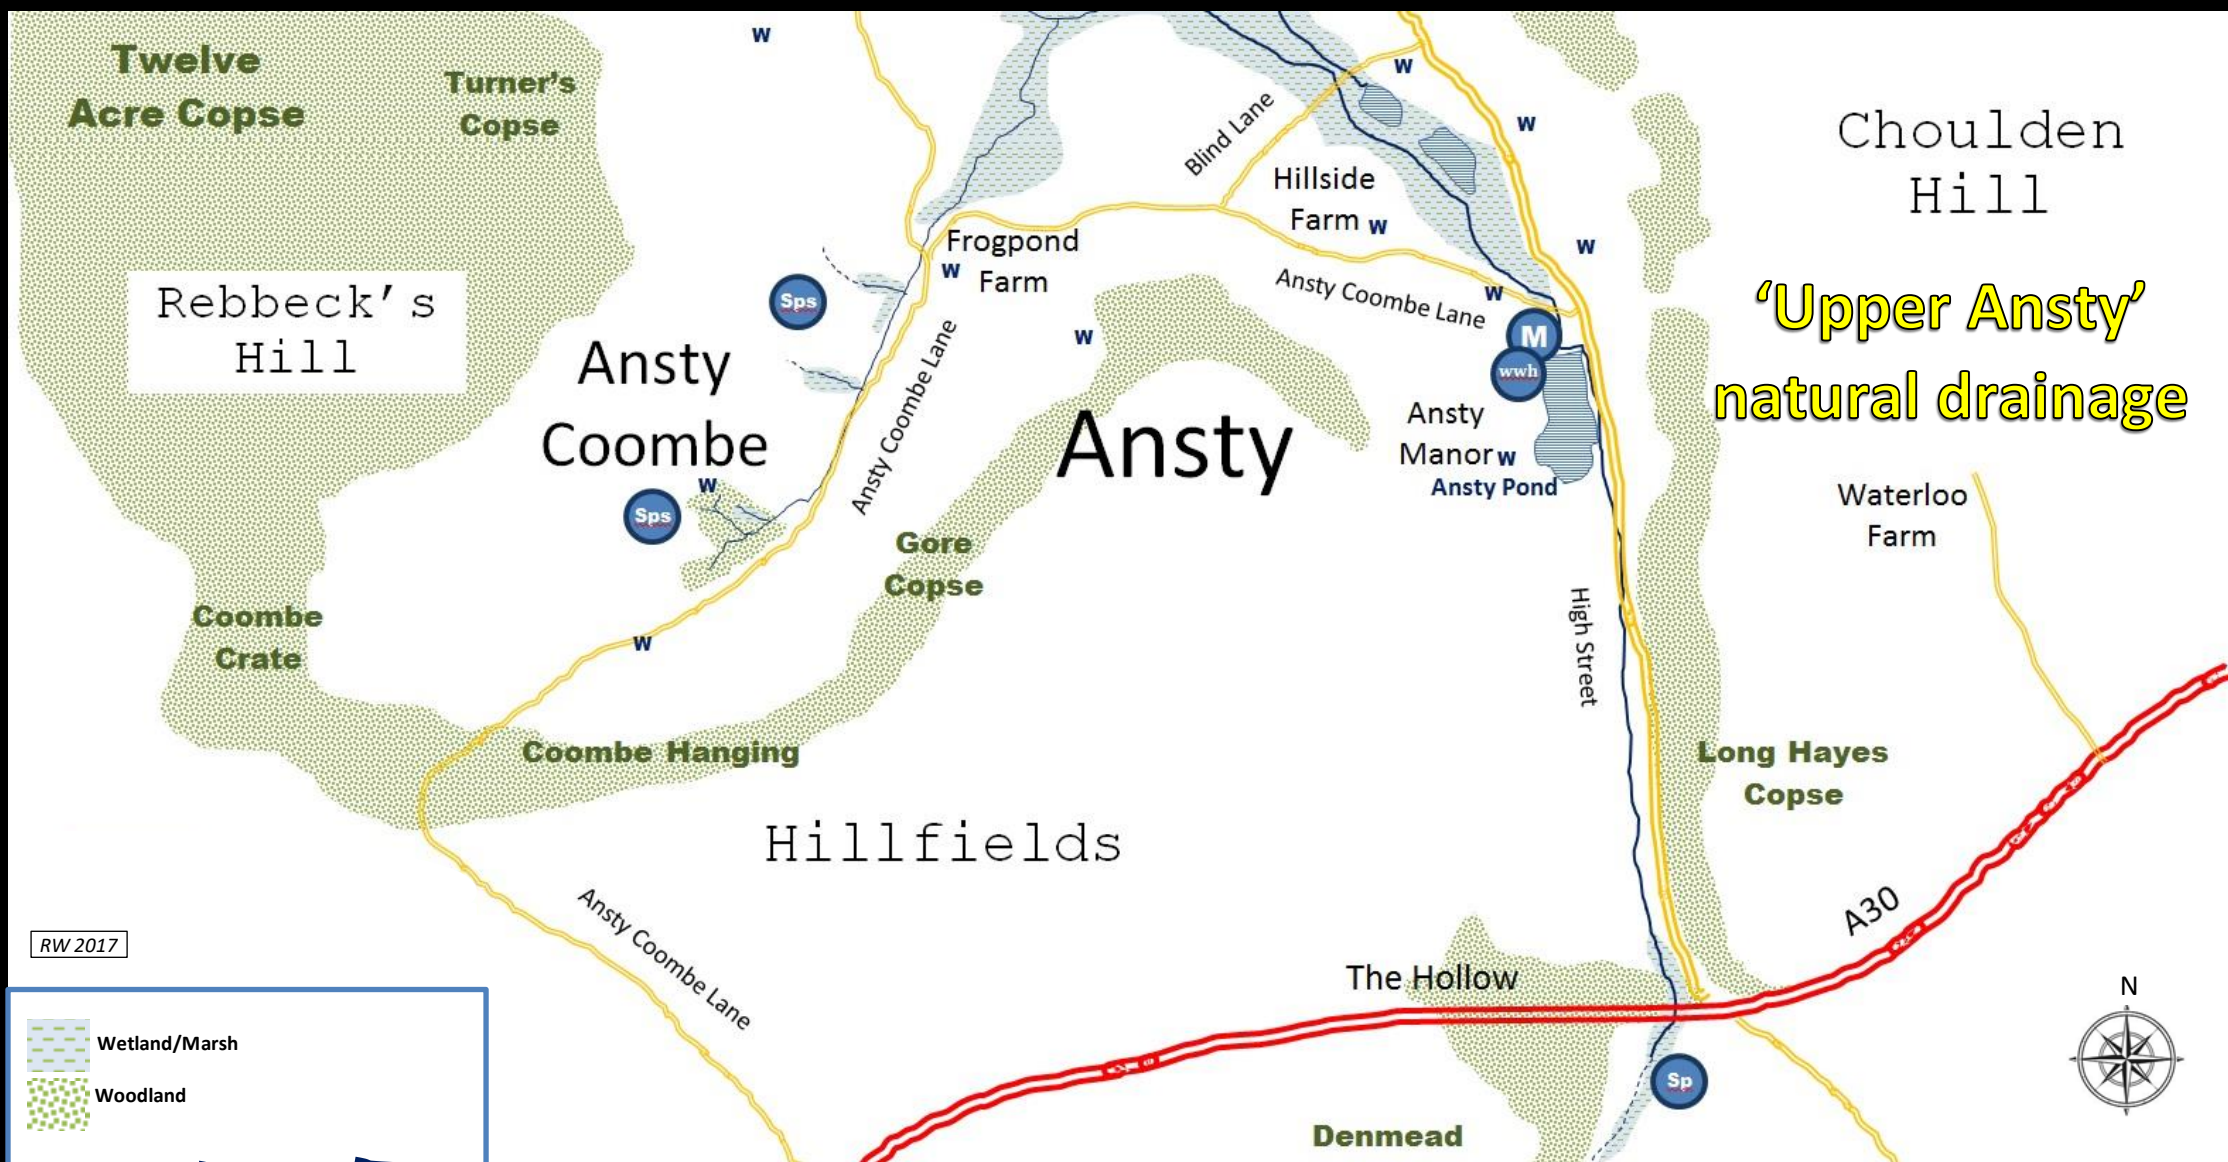 Twelve
Acre Copse
Turner's
Copse
W
W
W
W
Blind Lane
Hillside
Farm W
Choulden
Hill
Frogpond
Farm
W
Rebbeck's
Hill
Sps
Ansty Coombe Lane
W
W
M
wwh
'Upper Ansty'
natural drainage
Ansty
Coombe
Ansty Coombe Lane
Ansty
Ansty
Manor W
Ansty Pond
W
Sps
Waterloo
Farm
Gore
Copse
Coombe
Crate
W
High Street
Coombe Hanging
Long Hayes
Copse
Hillfields
Ansty Coombe Lane
A30
RW 2017
The Hollow
N
Wetland/Marsh
Woodland
Sp
Denmead